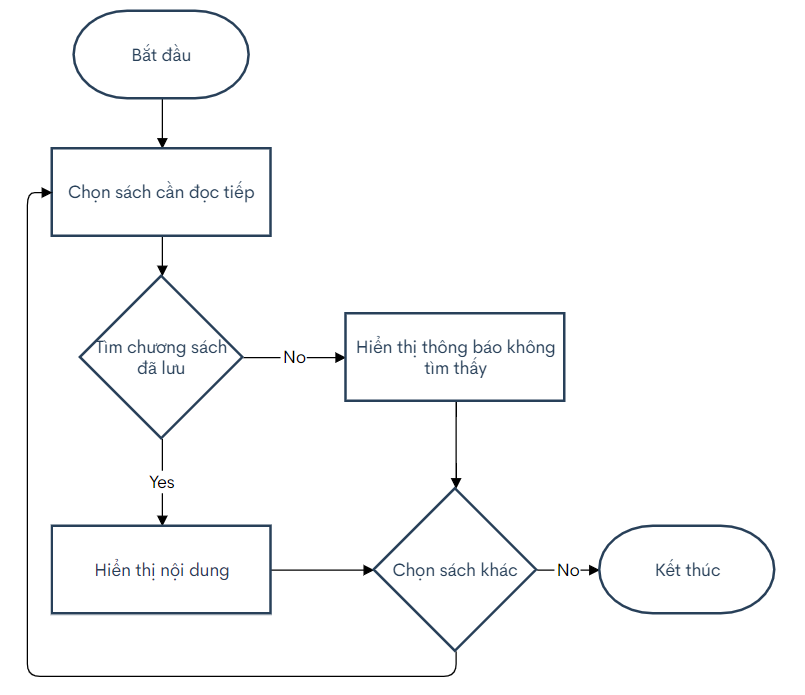 Bắt đầu
Chọn sách cần đọc tiếp
Tìm chương sách
đã lưu
No
Hiển thị thông báo không
tìm thấy
Yes
Hiển thị nội dung
Chọn sách khác
No
Kết thúc